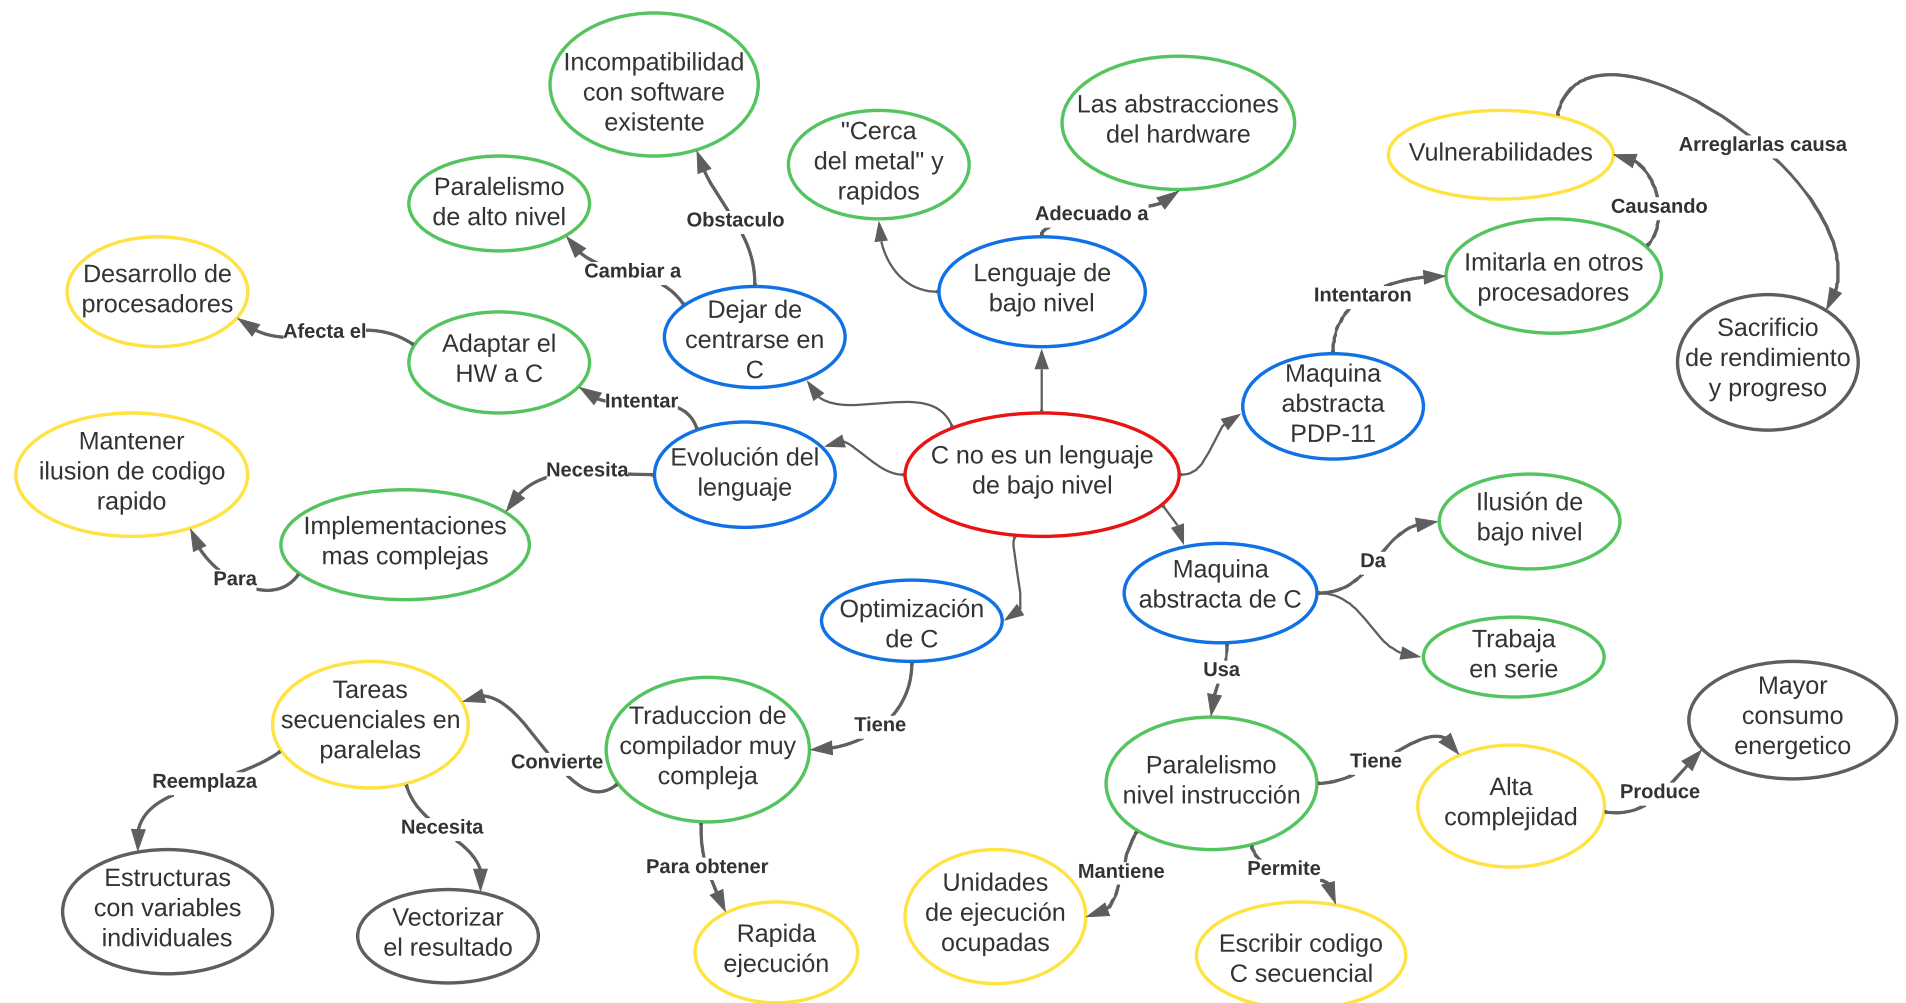 Incompatibilidad
con software
existente
"Cerca
del metal" y
rapidos
Las abstracciones
del hardware
Vulnerabilidades
Arreglarlas causa
Paralelismo
de alto nivel
Obstaculo
Adecuado a
Causando
Desarrollo de
procesadores
Cambiar a
Lenguaje de
bajo nivel
Intentaron
Imitarla en otros
procesadores
Afecta el
Adaptar el
HW a C
Dejar de
centrarse en
C
Sacrificio
de rendimiento
y progreso
Intentar
Maquina
abstracta
PDP-11
Mantener
ilusion de codigo
rapido
Necesita
Evolución del
lenguaje
C no es un lenguaje
de bajo nivel
Ilusión de
bajo nivel
Implementaciones
mas complejas
Para
Da
Maquina
abstracta de C
Optimización
de C
Trabaja
en serie
Usa
Tareas
secuenciales en
paralelas
Traduccion de
compilador muy
compleja
Tiene
Mayor
consumo
energetico
Reemplaza
Convierte
Paralelismo
nivel instrucción
Tiene
Alta
complejidad
Produce
Necesita
Para obtener
Mantiene
Permite
Estructuras
con variables
individuales
Vectorizar
el resultado
Rapida
ejecución
Unidades
de ejecución
ocupadas
Escribir codigo
C secuencial